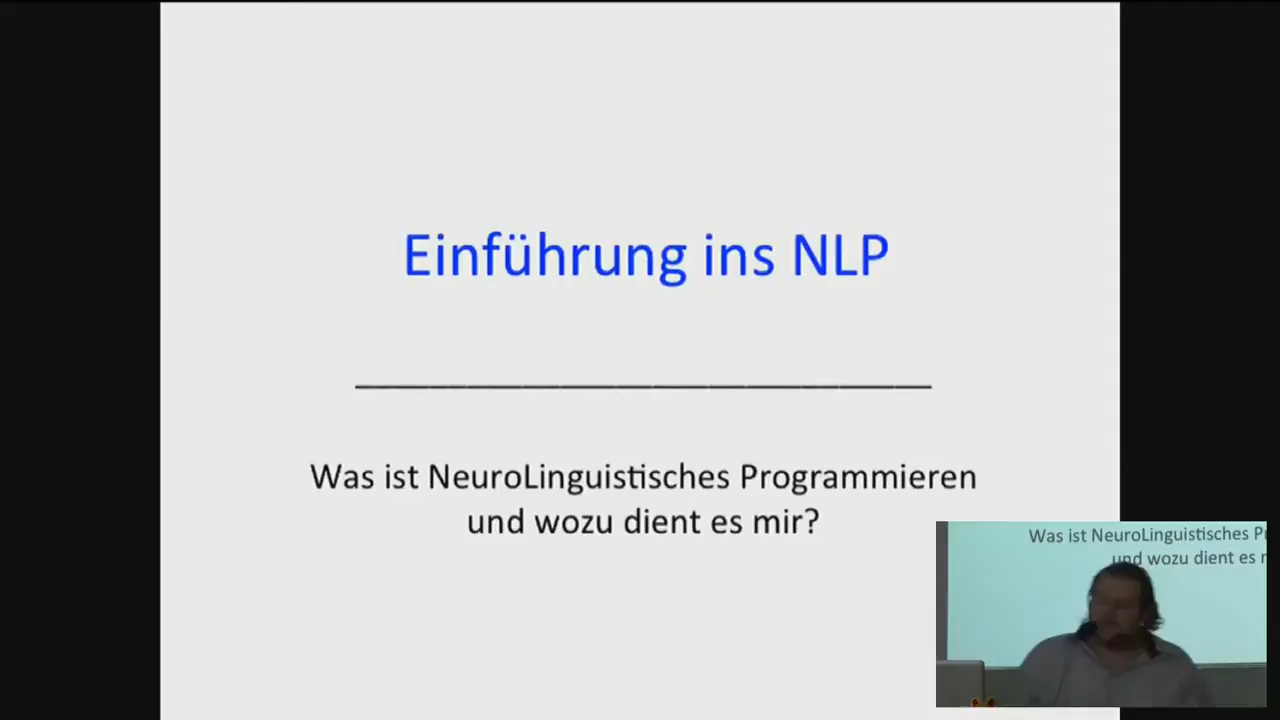 Einführung ins NLP
Was ist NeuroLinguistisches Programmieren
und wozu dient es mir?
Was ist NeuroLinguistisches P
und wozu dient es